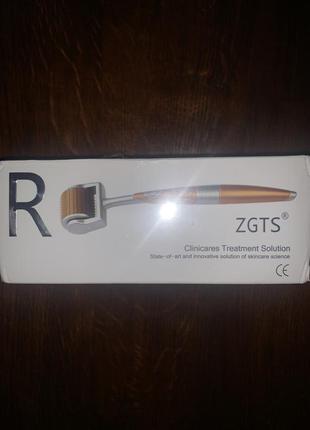 R
ZGTS®
Clinicares Treatment Solution
State-of-art and innovative solution of skincare science
CE